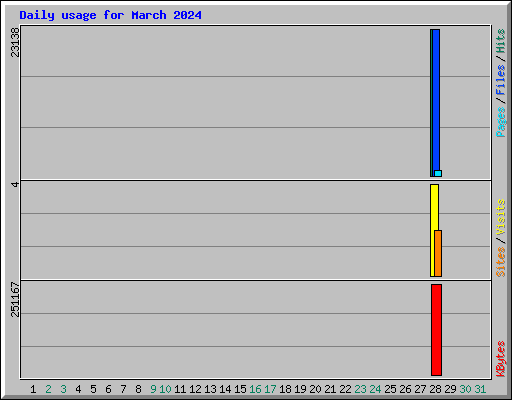 Daily usage for March 2024
23138
4
251167
Pages / Files / Hits
Sites / Visits
KBytes
1 2 3 4 5 6 7 8 9 10 11 12 13 14 15 16 17 18 19 20 21 22 23 24 25 26 27 28 29 30 31